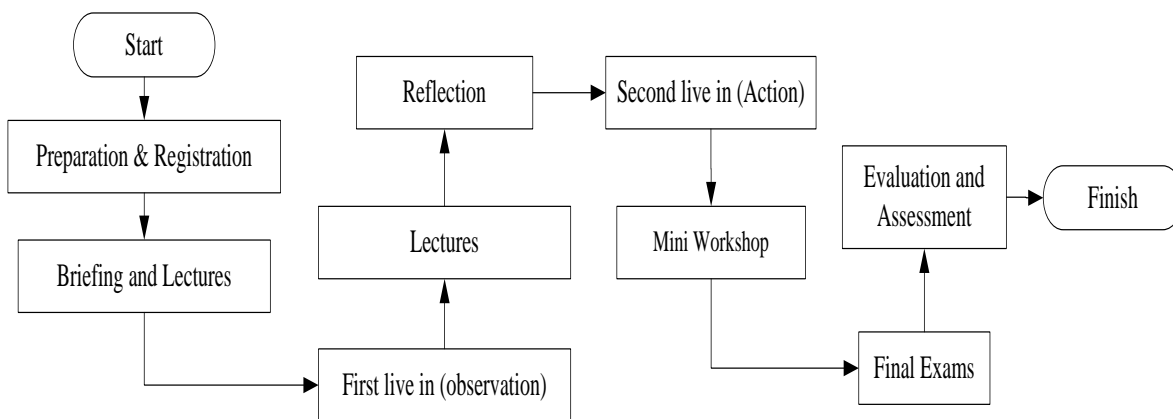 Start
Preparation & Registration
Briefing and Lectures
First live in (observation)
Lectures
Reflection
Second live in (Action)
Mini Workshop
Final Exams
Evaluation and
Assessment
Finish